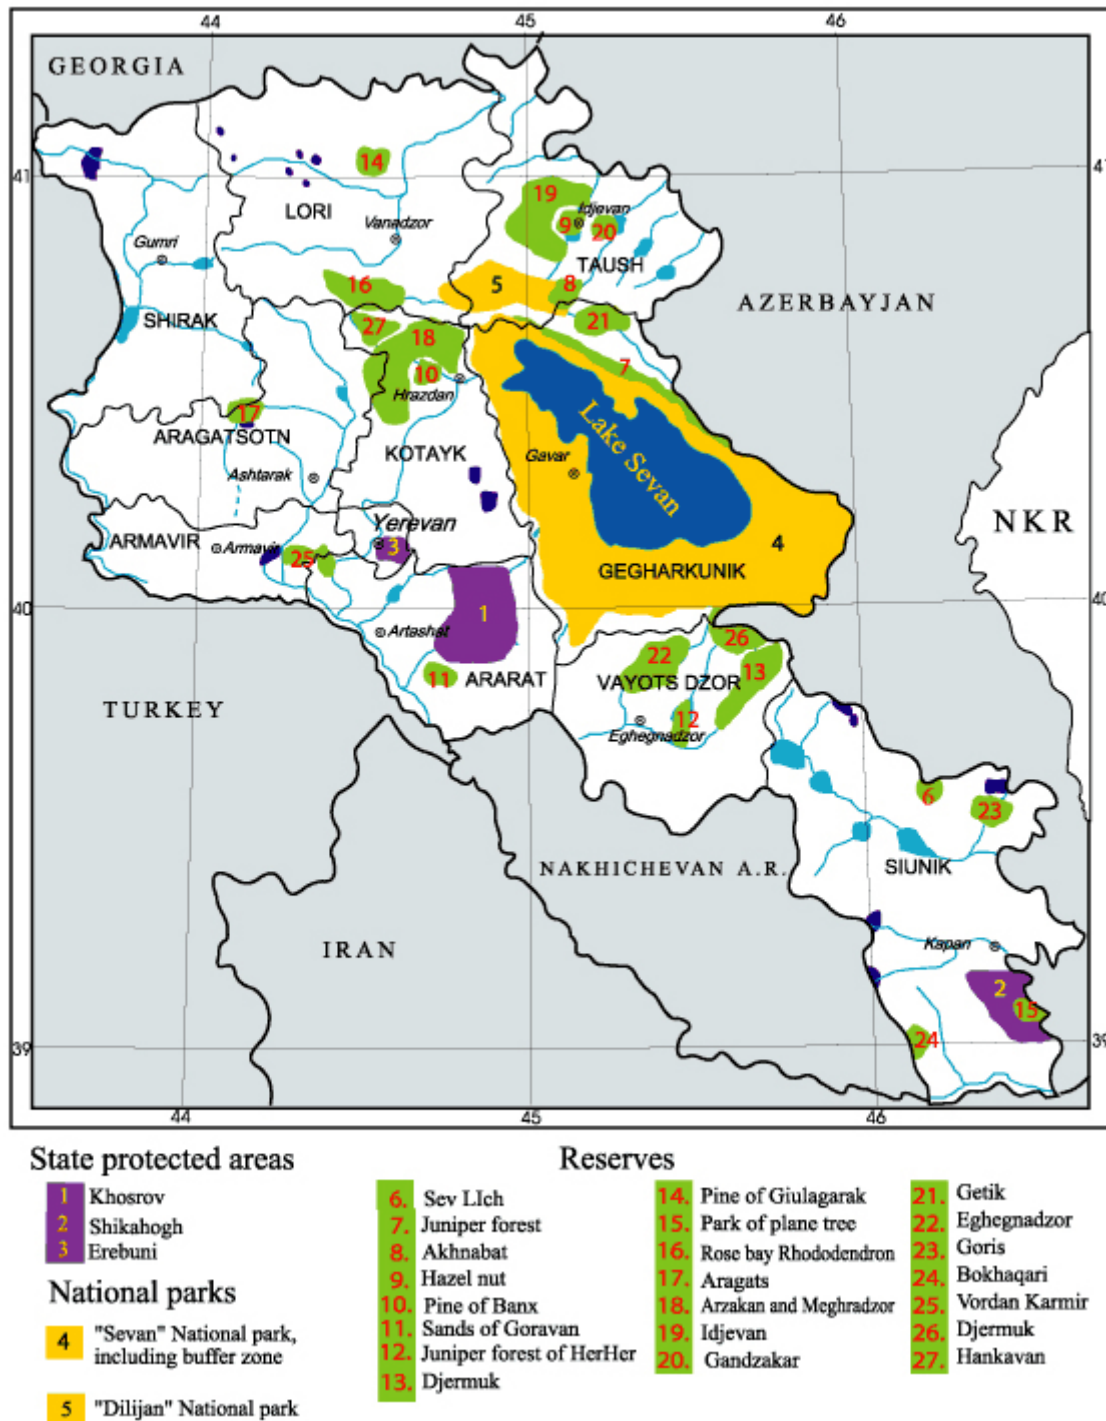 44 45 46
GEORGIA
41 41
14
19
LORI
Idjevan
9 20
Vanadzor
Gumri
TAUSH
5 8
16
AZERBAYJAN
SHIRAK
27 18 21
7
10
Hrazdan
17
ARAGATSOTN
Lake Sevan
KOTAYK
Gavar
Ashtarak
NKR
Yerevan
ARMAVIR
Armavir
3
4
25
GEGHARKUNIK
40 40
1
Artashat
26
22
13
11
ARARAT
VAYOTS DZOR
TURKEY
12
Eghegnadzor
6
23
NAKHICHEVAN A.R.
SIUNIK
IRAN
Kapan
2
15
24
39 39
44 45 46
State protected areas
1 Khosrov
2 Shikahogh
3 Erebuni
National parks
4 "Sevan" National park,
including buffer zone
5 "Dilijan" National park
Reserves
6. Sev LIch
7. Juniper forest
8. Akhnabat
9. Hazel nut
10. Pine of Banx
11. Sands of Goravan
12. Juniper forest of HerHer
13. Djermuk
14. Pine of Giulagarak
15. Park of plane tree
16. Rose bay Rhododendron
17. Aragats
18. Arzakan and Meghradzor
19. Idjevan
20. Gandzakar
21. Getik
22. Eghegnadzor
23. Goris
24. Bokhaqari
25. Vordan Karmir
26. Djermuk
27. Hankavan